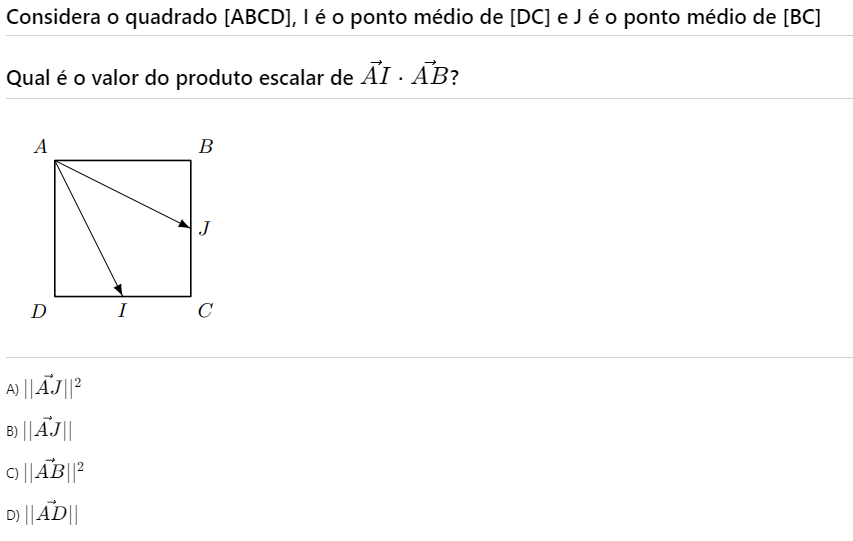 Considera o quadrado [ABCD], I é o ponto médio de [DC] e J é o ponto médio de [BC]
Qual é o valor do produto escalar de $\vec{AI} \cdot \vec{AB}$?
A B
J
D I C
A) $||\vec{AJ}||^2$
B) $||\vec{AJ}||$
C) $||\vec{AB}||^2$
D) $||\vec{AD}||$